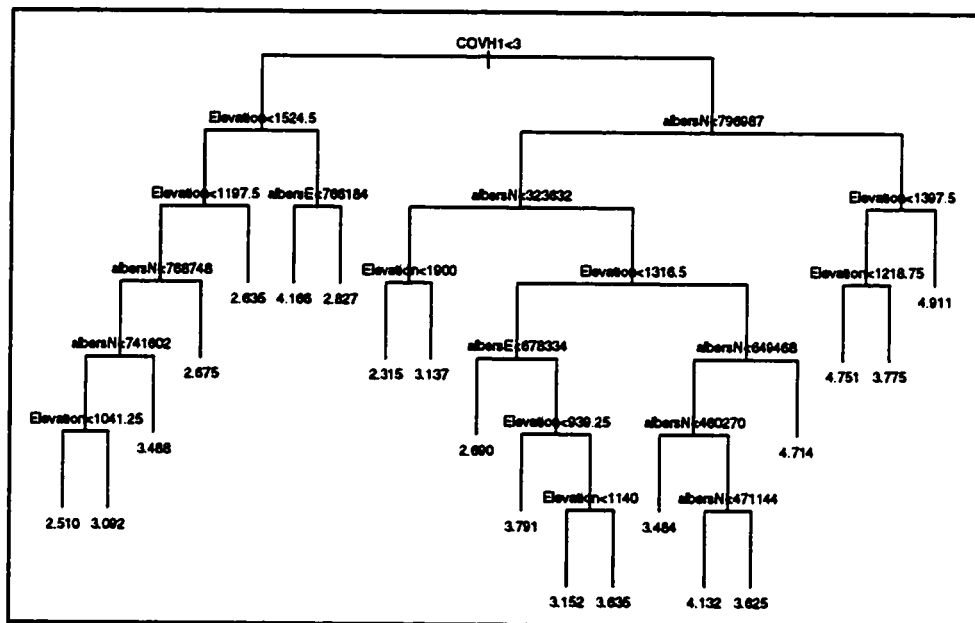 COVH1<3
Elevation<1524.5
albersN<796987
Elevation<1197.5
albersE<766184
albersN<323632
Elevation<1397.5
albersN<768748
Elevation<1900
Elevation<1316.5
Elevation<1218.75
2.635
4.166
2.827
4.911
albersN<741602
albersE<678334
albersN<649468
2.675
2.315
3.137
4.751
3.775
Elevation<1041.25
Elevation<939.25
albersN<460270
3.488
2.690
4.714
Elevation<1140
albersN<471144
2.510
3.092
3.791
3.484
3.152
3.635
4.132
3.625